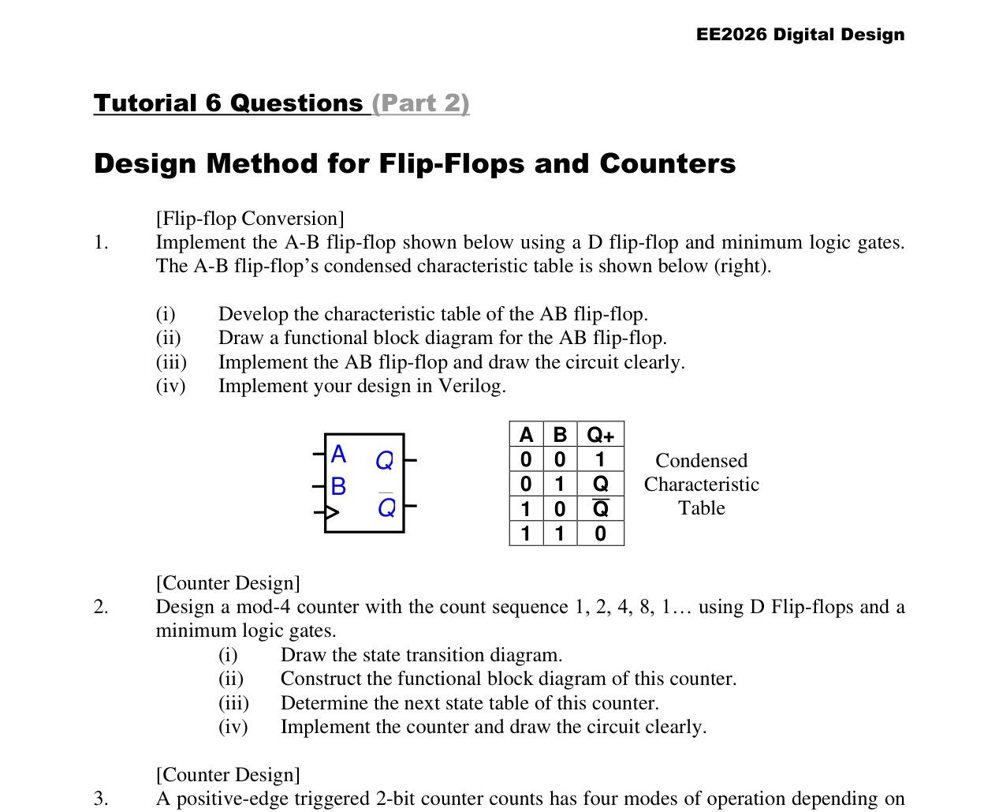 EE2026 Digital Design
Tutorial 6 Questions (Part 2)
Design Method for Flip-Flops and Counters
[Flip-flop Conversion]
1. Implement the A-B flip-flop shown below using a D flip-flop and minimum logic gates.
The A-B flip-flop’s condensed characteristic table is shown below (right).
(i) Develop the characteristic table of the AB flip-flop.
(ii) Draw a functional block diagram for the AB flip-flop.
(iii) Implement the AB flip-flop and draw the circuit clearly.
(iv) Implement your design in Verilog.
A Q
B
Q̅
A B Q+
0 0 1
0 1 Q
1 0 Q̅
1 1 0
Condensed
Characteristic
Table
[Counter Design]
2. Design a mod-4 counter with the count sequence 1, 2, 4, 8, 1… using D Flip-flops and a
minimum logic gates.
(i) Draw the state transition diagram.
(ii) Construct the functional block diagram of this counter.
(iii) Determine the next state table of this counter.
(iv) Implement the counter and draw the circuit clearly.
[Counter Design]
3. A positive-edge triggered 2-bit counter counts has four modes of operation depending on